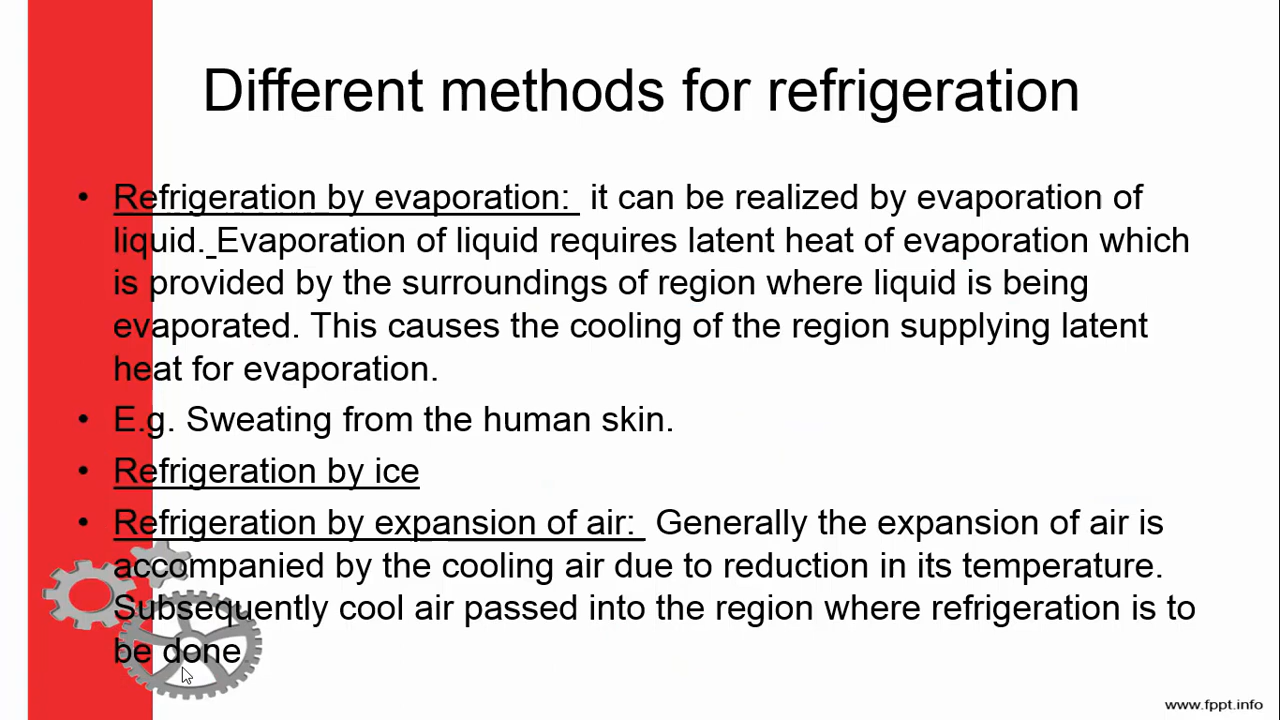 Different methods for refrigeration
• Refrigeration by evaporation: it can be realized by evaporation of
liquid. Evaporation of liquid requires latent heat of evaporation which
is provided by the surroundings of region where liquid is being
evaporated. This causes the cooling of the region supplying latent
heat for evaporation.
• E.g. Sweating from the human skin.
• Refrigeration by ice
• Refrigeration by expansion of air: Generally the expansion of air is
accompanied by the cooling air due to reduction in its temperature.
Subsequently cool air passed into the region where refrigeration is to
be done
www.fppt.info